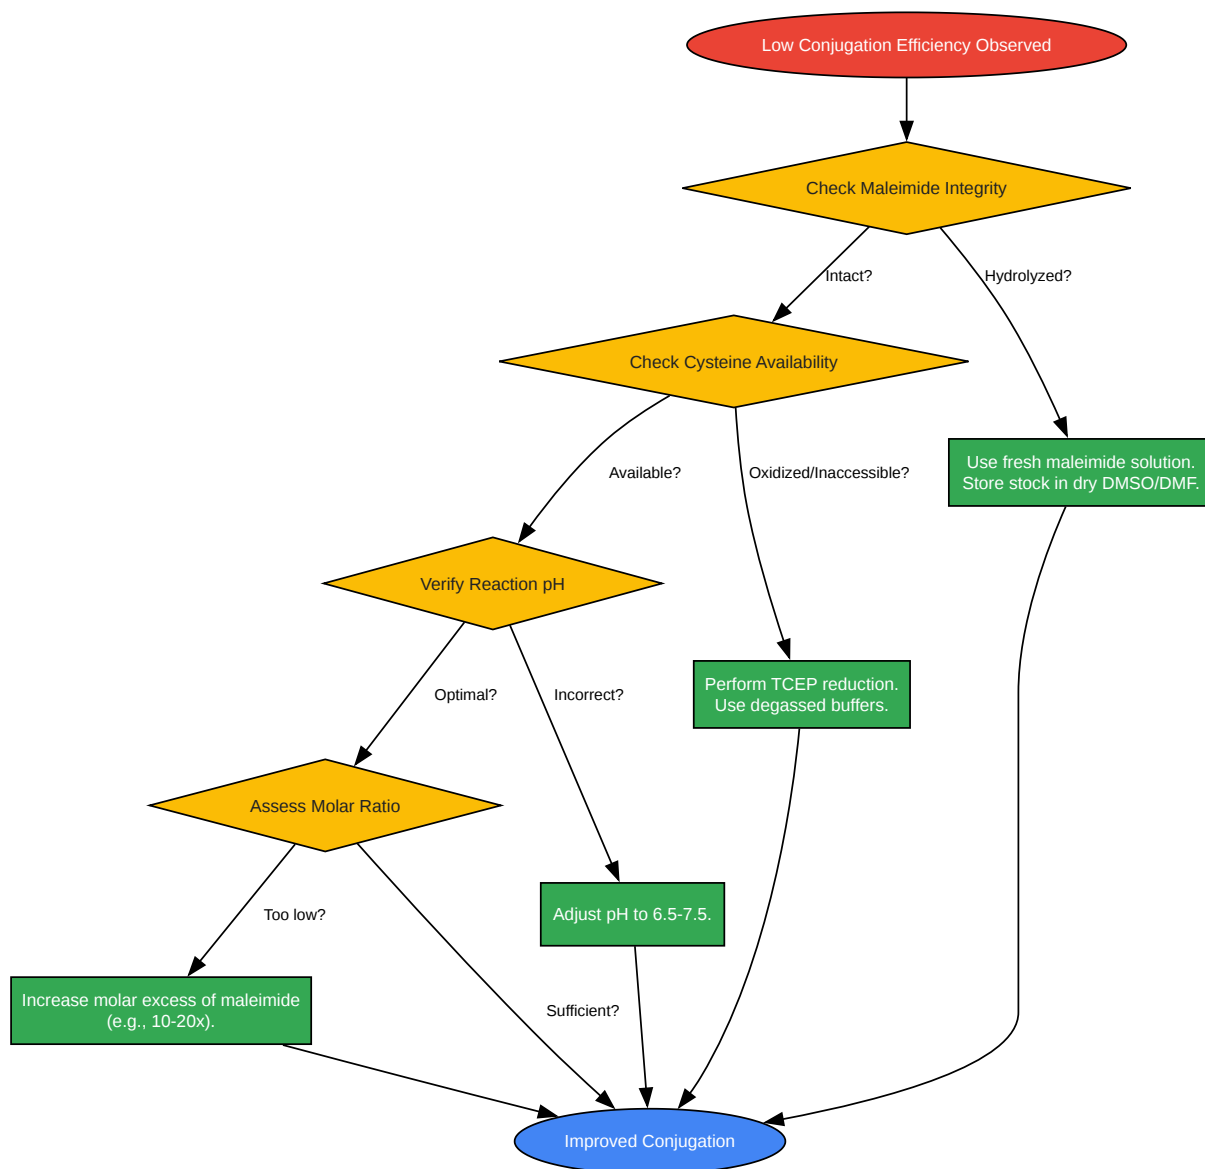 Low Conjugation Efficiency Observed
Check Maleimide Integrity
Intact?
Hydrolyzed?
Check Cysteine Availability
Available?
Oxidized/Inaccessible?
Use fresh maleimide solution.
Store stock in dry DMSO/DMF.
Verify Reaction pH
Optimal?
Incorrect?
Perform TCEP reduction.
Use degassed buffers.
Assess Molar Ratio
Too low?
Sufficient?
Adjust pH to 6.5-7.5.
Increase molar excess of maleimide
(e.g., 10-20x).
Improved Conjugation